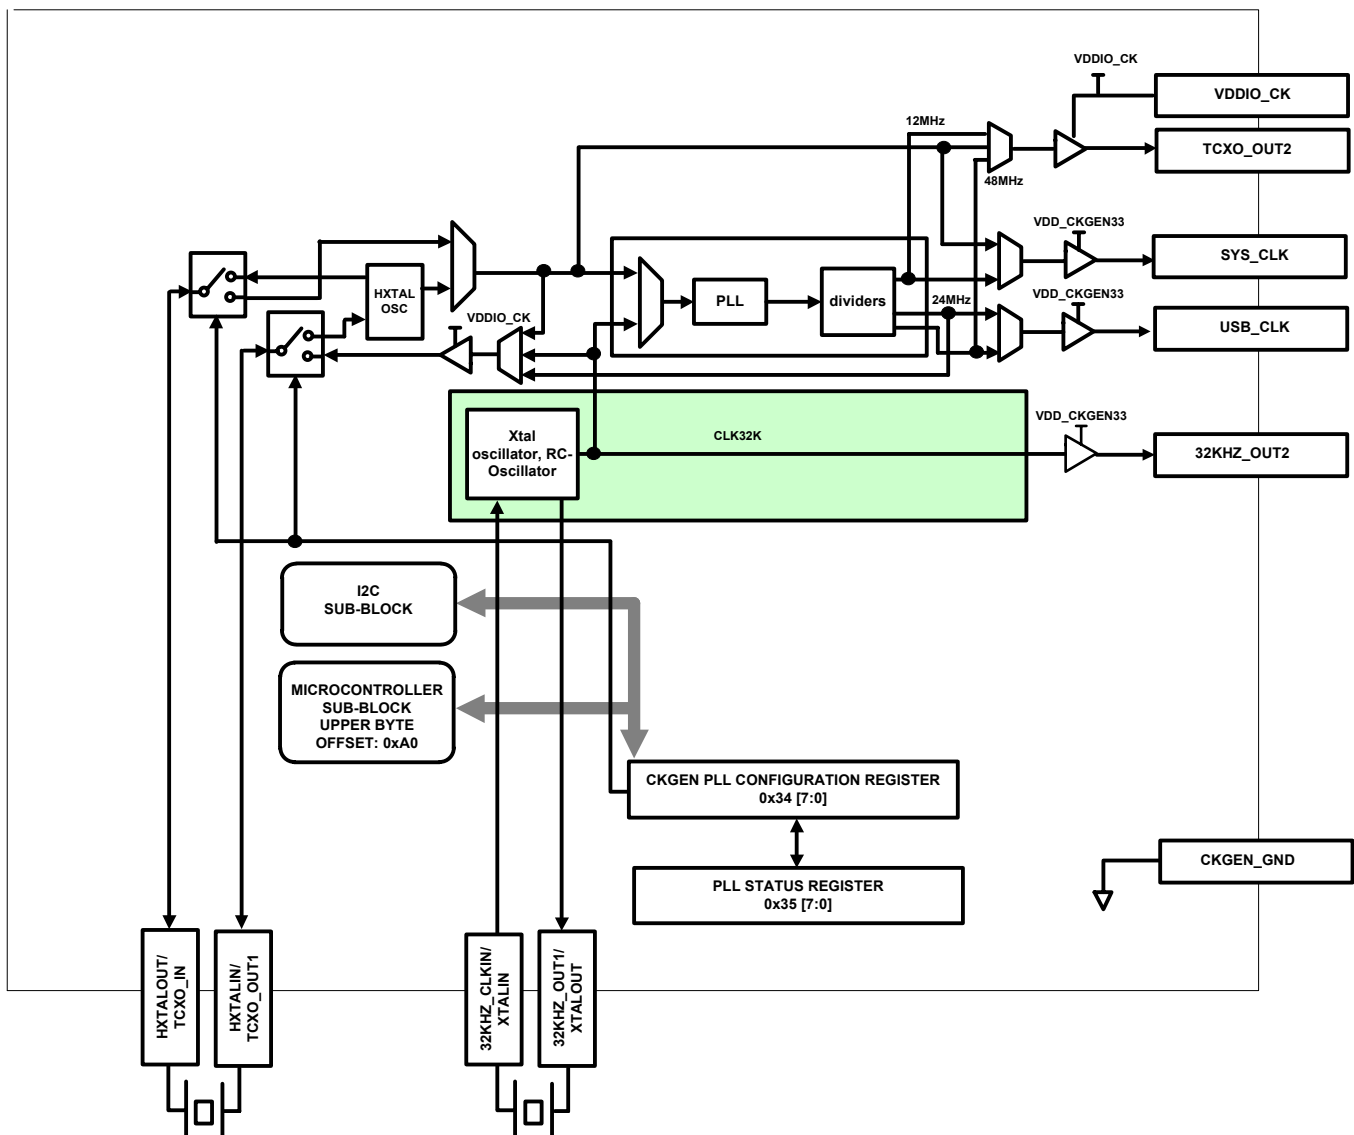 VDDIO_CK
VDDIO_CK
12MHz
TCXO_OUT2
48MHz
VDD_CKGEN33
SYS_CLK
HXTAL
OSC
PLL
dividers
24MHz
VDD_CKGEN33
VDDIO_CK
USB_CLK
Xtal
oscillator, RC-
Oscillator
CLK32K
VDD_CKGEN33
32KHZ_OUT2
I2C
SUB-BLOCK
MICROCONTROLLER
SUB-BLOCK
UPPER BYTE
OFFSET: 0xA0
CKGEN PLL CONFIGURATION REGISTER
0x34 [7:0]
PLL STATUS REGISTER
0x35 [7:0]
CKGEN_GND
HXTALOUT/
TCXO_IN
HXTALIN/
TCXO_OUT1
32KHZ_CLKIN/
XTALIN
32KHZ_OUT1/
XTALOUT